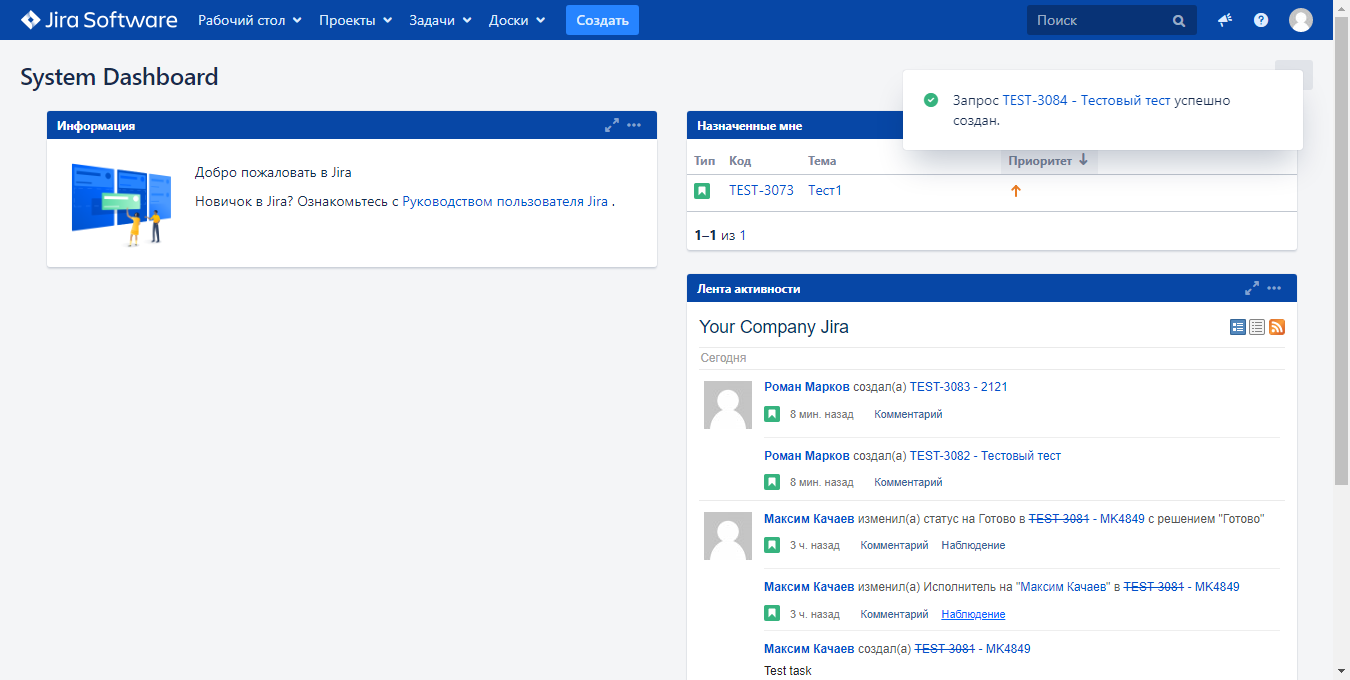 Jira Software Рабочий стол Проекты Задачи Доски Создать Поиск
System Dashboard
Запрос TEST-3084 - Тестовый тест успешно
создан.
Информация
Добро пожаловать в Jira
Новичок в Jira? Ознакомьтесь с Руководством пользователя Jira .
Назначенные мне
Тип Код Тема Приоритет
TEST-3073 Тест1
1–1 из 1
Лента активности
Your Company Jira
Сегодня
Роман Марков создал(а) TEST-3083 - 2121
8 мин. назад Комментарий
Роман Марков создал(а) TEST-3082 - Тестовый тест
8 мин. назад Комментарий
Максим Качаев изменил(а) статус на Готово в TEST-3081 - МК4849 с решением "Готово"
3 ч. назад Комментарий Наблюдение
Максим Качаев изменил(а) Исполнитель на "Максим Качаев" в TEST-3081 - МК4849
3 ч. назад Комментарий Наблюдение
Максим Качаев создал(а) TEST-3081 - МК4849
Test task